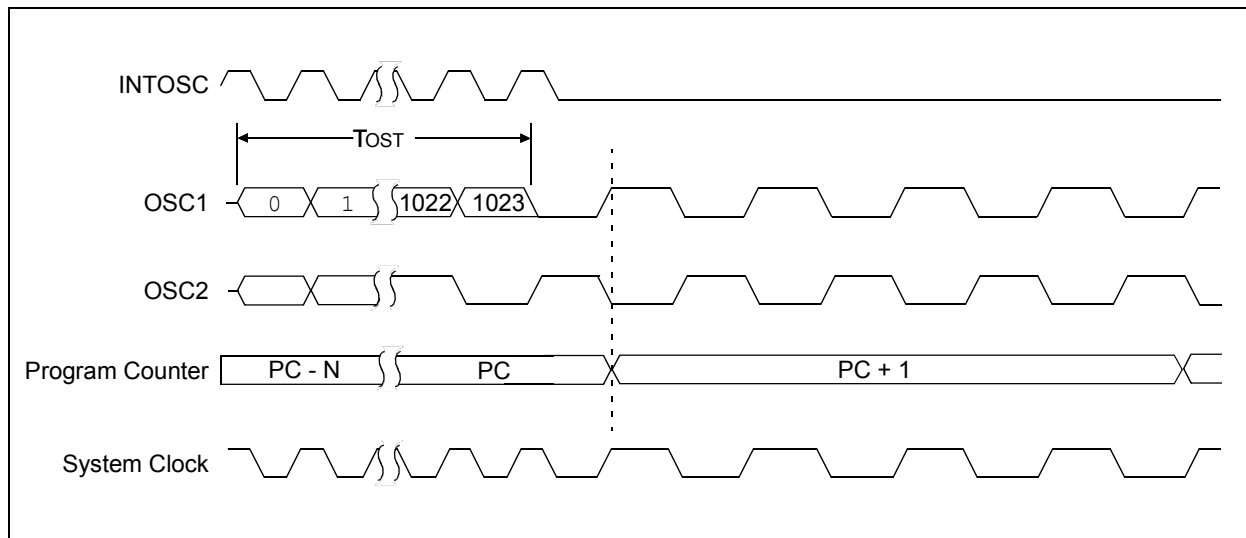 INTOSC
TOST
OSC1 0 1 1022 1023
OSC2
Program Counter PC - N PC PC + 1
System Clock